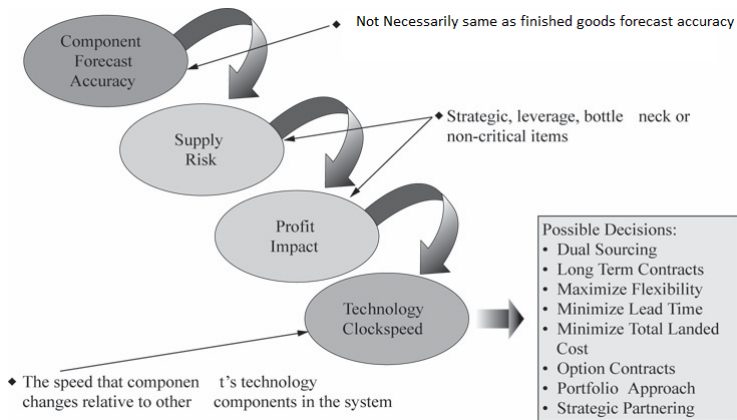 Component
Forecast
Accuracy
◆ Not Necessarily same as finished goods forecast accuracy
Supply
Risk
◆ Strategic, leverage, bottle neck or
non-critical items
Profit
Impact
Technology
Clockspeed
Possible Decisions:
• Dual Sourcing
• Long Term Contracts
• Maximize Flexibility
• Minimize Lead Time
• Minimize Total Landed
Cost
• Option Contracts
• Portfolio Approach
• Strategic Partnering
◆ The speed that componen t's technology
changes relative to other components in the system